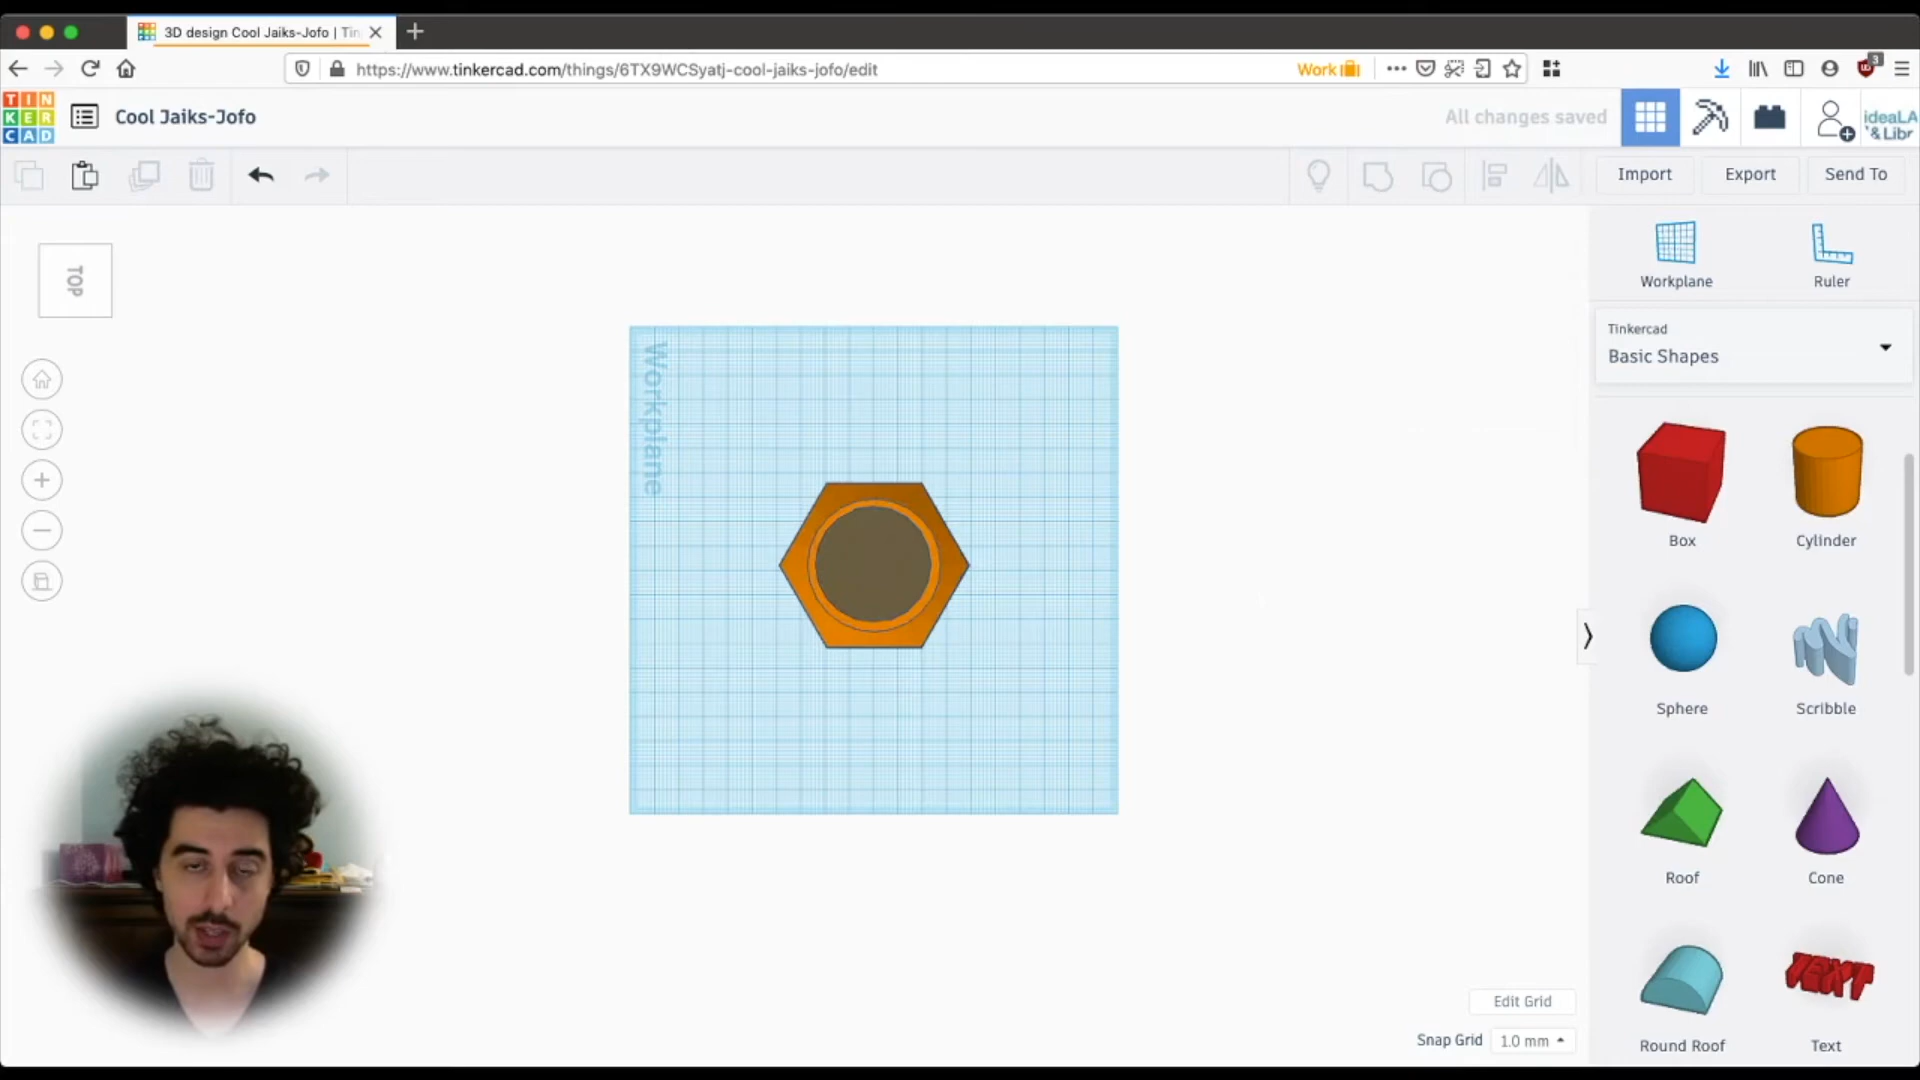 3D design Cool Jaiks-Jofo | Tin
https://www.tinkercad.com/things/6TX9WCSyatj-cool-jaiks-jofo/edit
Work
3
TIN
KER
CAD
Cool Jaiks-Jofo
All changes saved
ideaLA
& Libr
Import
Export
Send To
TOP
Workplane
Ruler
Tinkercad
Basic Shapes
Workplane
Box
Cylinder
Sphere
Scribble
Roof
Cone
TEXT
Round Roof
Text
Edit Grid
Snap Grid
1.0 mm